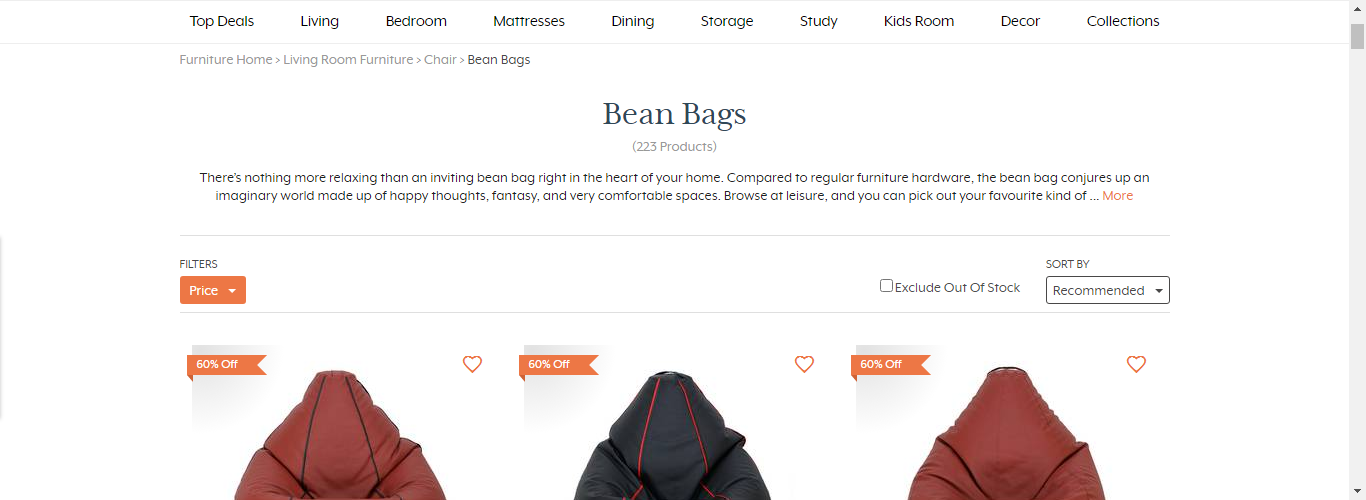 Top Deals Living Bedroom Mattresses Dining Storage Study Kids Room Decor Collections
Furniture Home > Living Room Furniture > Chair > Bean Bags
Bean Bags
(223 Products)
There's nothing more relaxing than an inviting bean bag right in the heart of your home. Compared to regular furniture hardware, the bean bag conjures up an
imaginary world made up of happy thoughts, fantasy, and very comfortable spaces. Browse at leisure, and you can pick out your favourite kind of ... More
FILTERS
Price
Exclude Out Of Stock
SORT BY
Recommended
60% Off
60% Off
60% Off